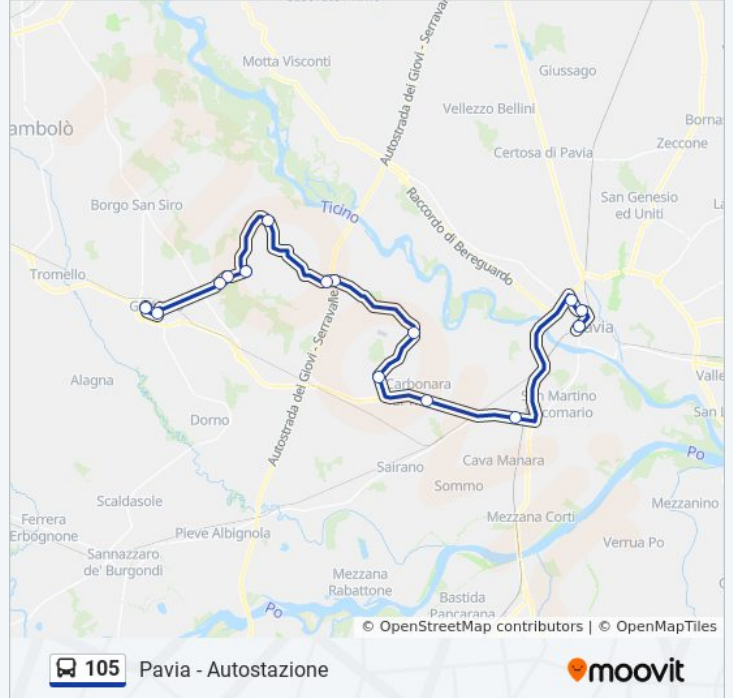 Motta Visconti
Giussago
Autostrada dei Giovi - Serravalle
Vellezzo Bellini
ambolò
Certosa di Pavia
Zeccone
Borgo San Siro
Ticino
Raccordo di Bereguardo
San Genesio
ed Uniti
Tromello
Autostrada dei Giovi - Serravalle
Alagna
Carbonara
Valle
Dorno
San Martino
Sairano
Cava Manara
Po
Sommo
Scaldasole
Mezzanino
Ferrera
Erbognone
Mezzana Corti
Pieve Albignola
Verrua Po
Sannazzaro
de' Burgondi
Mezzana
Rabattone
Po
Bastida
Pancarana
© OpenStreetMap contributors | © OpenMapTiles
105 Pavia - Autostazione
moovit